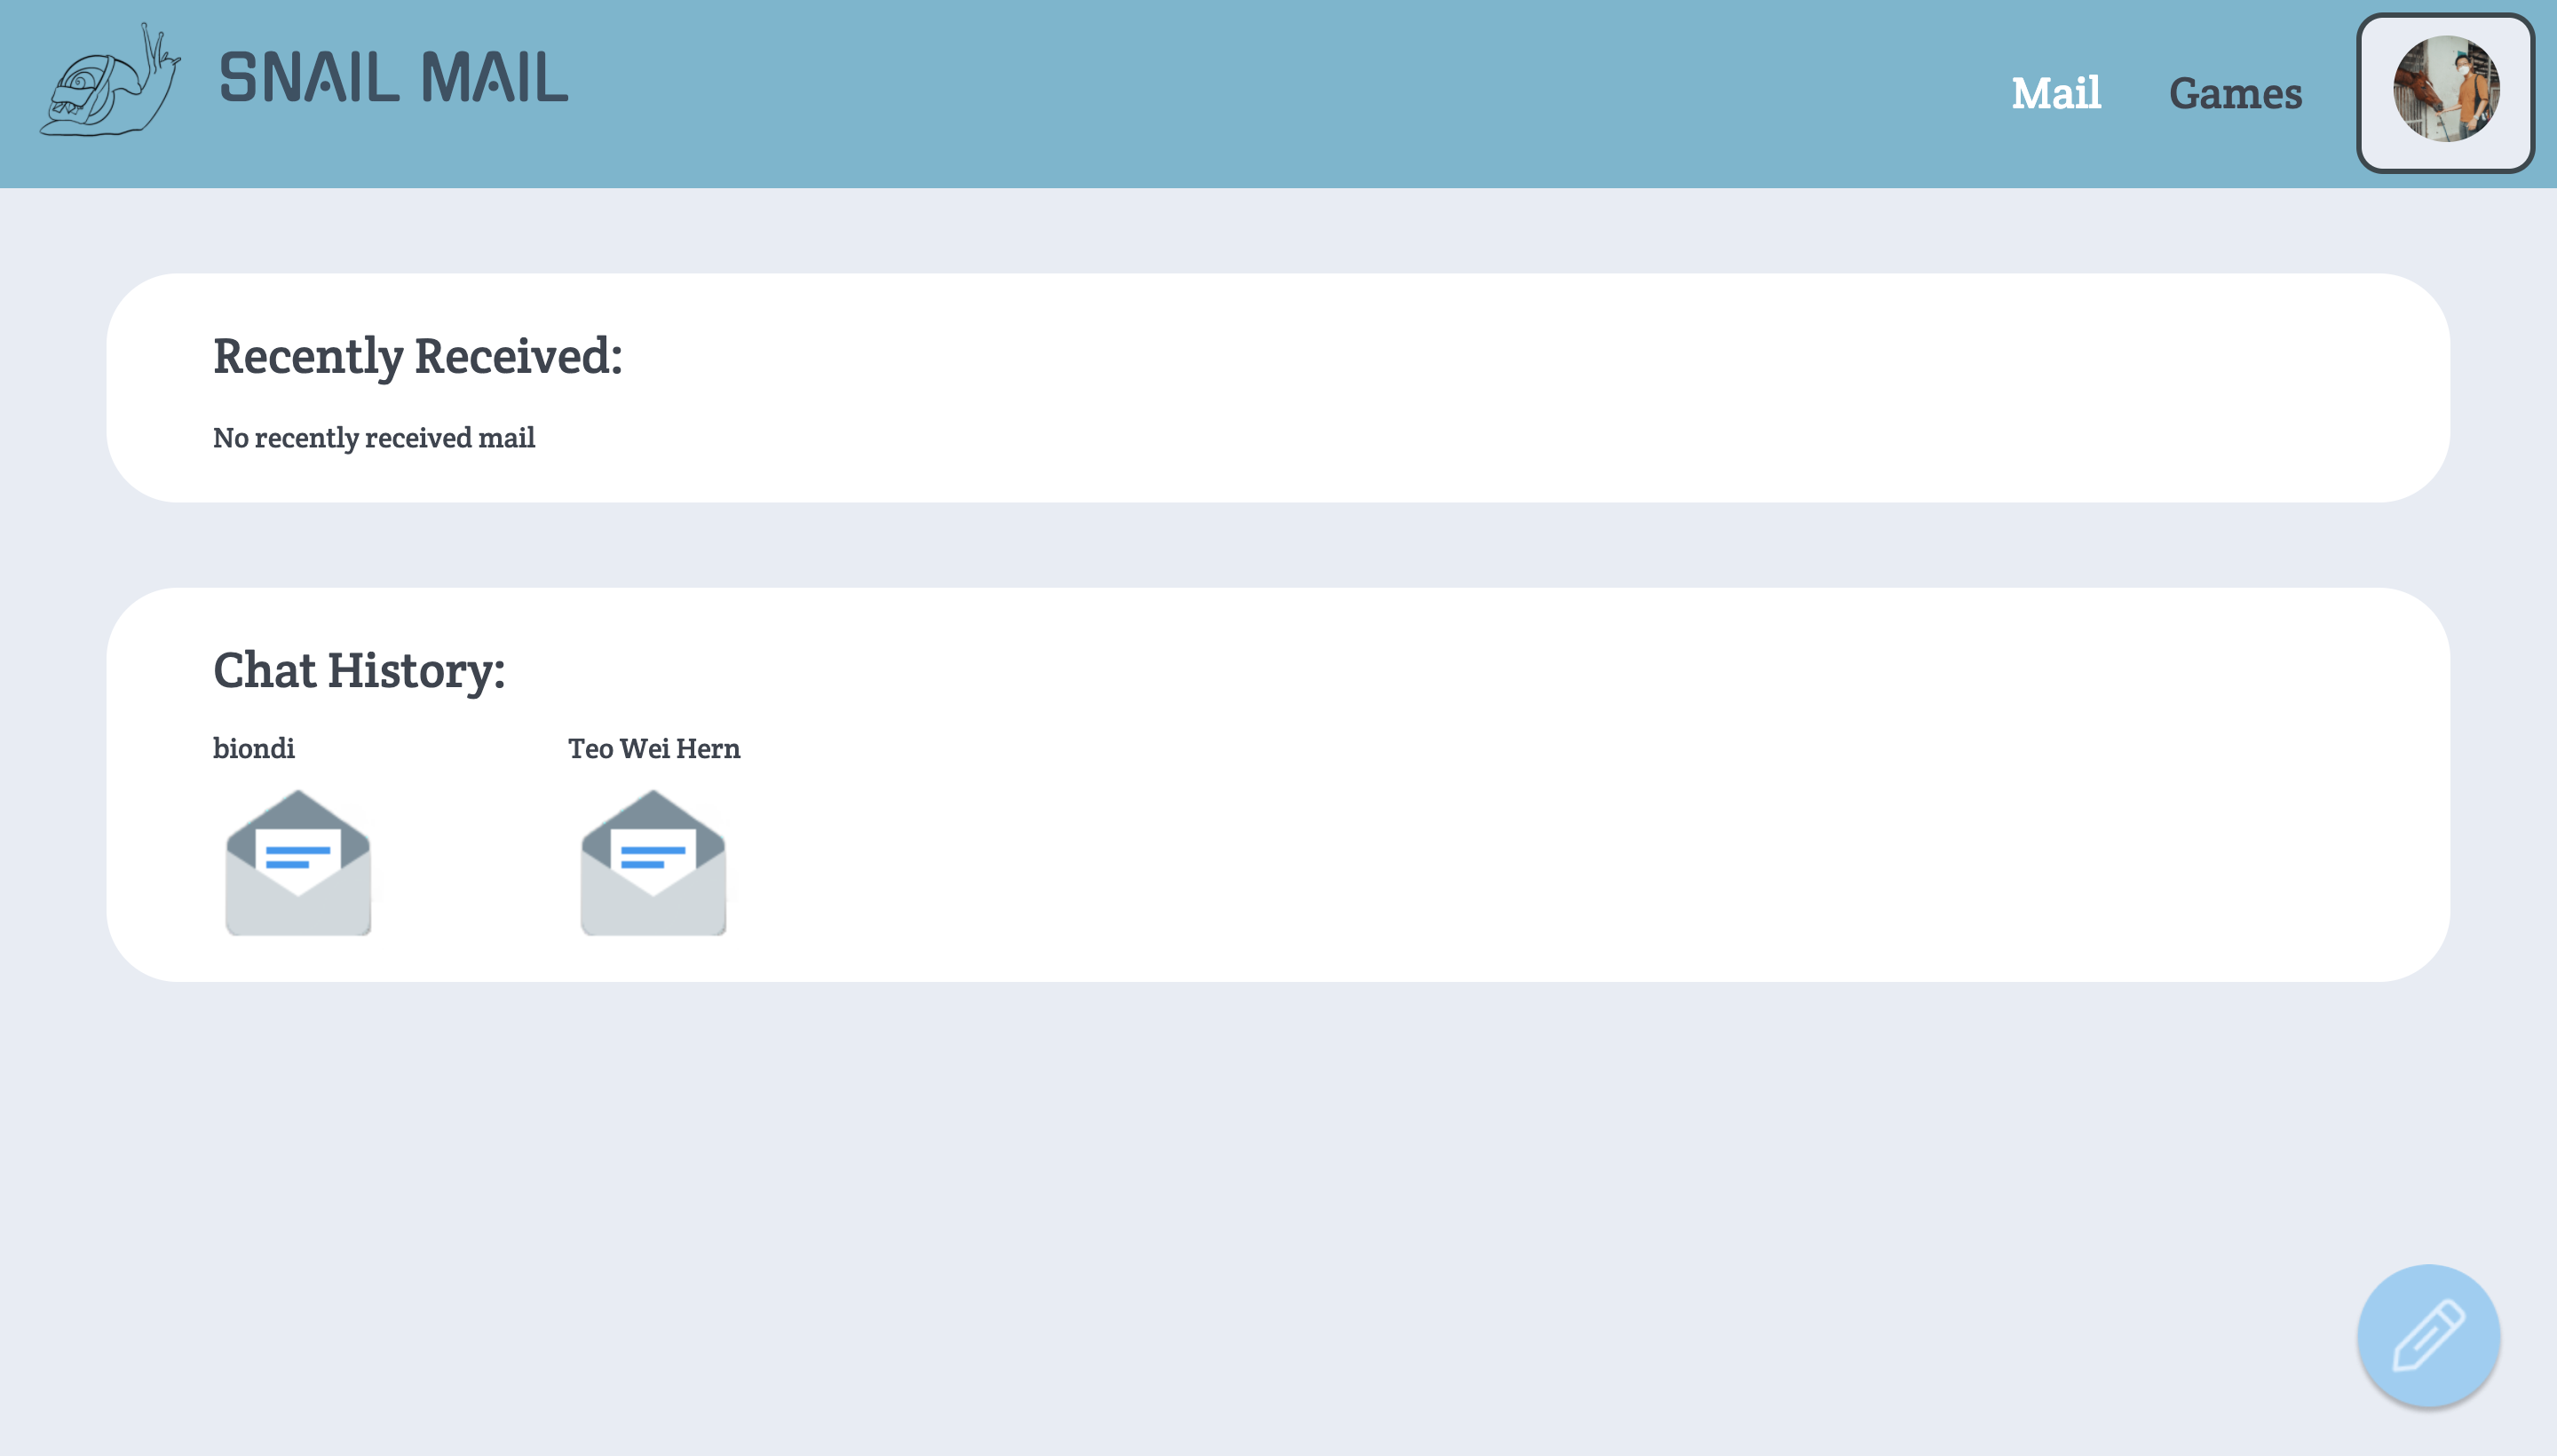 SNAIL MAIL
Mail
Games
Recently Received:
No recently received mail
Chat History:
biondi
Teo Wei Hern